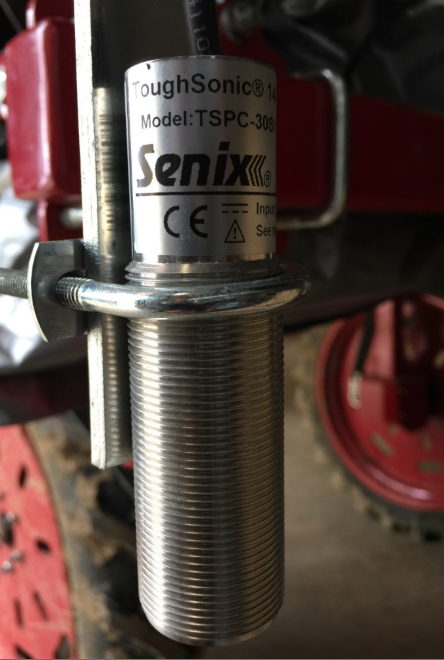 ToughSonic® 14
Model:TSPC-30S
Senix®
CE
Input
See